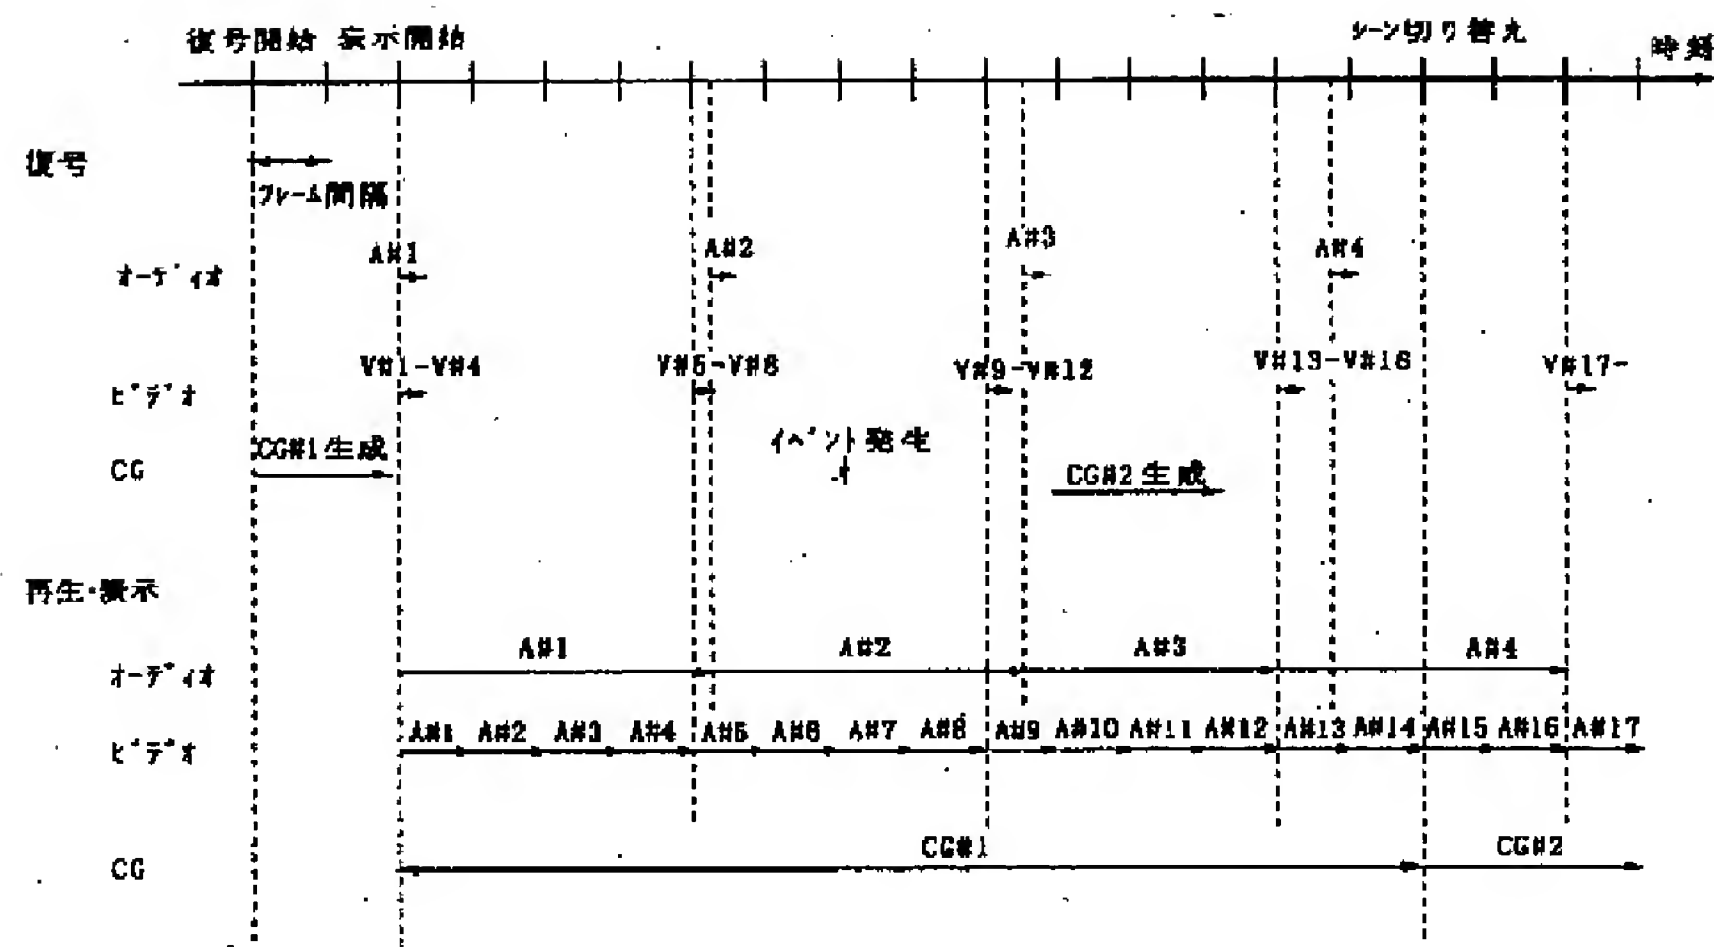 復号開始 表示開始
シーン切り替え
時刻
復号
フレーム間隔
A#1
A#2
A#3
A#4
オーディオ
V#1-V#4
V#5-V#8
V#9-V#12
V#13-V#16
V#17-
ビデオ
CG#1生成
イベント発生
CG#2生成
CG
再生・表示
A#1
A#2
A#3
A#4
オーディオ
A#1 A#2 A#3 A#4 A#5 A#6 A#7 A#8 A#9 A#10 A#11 A#12 A#13 A#14 A#15 A#16 A#17
ビデオ
CG#1
CG#2
CG